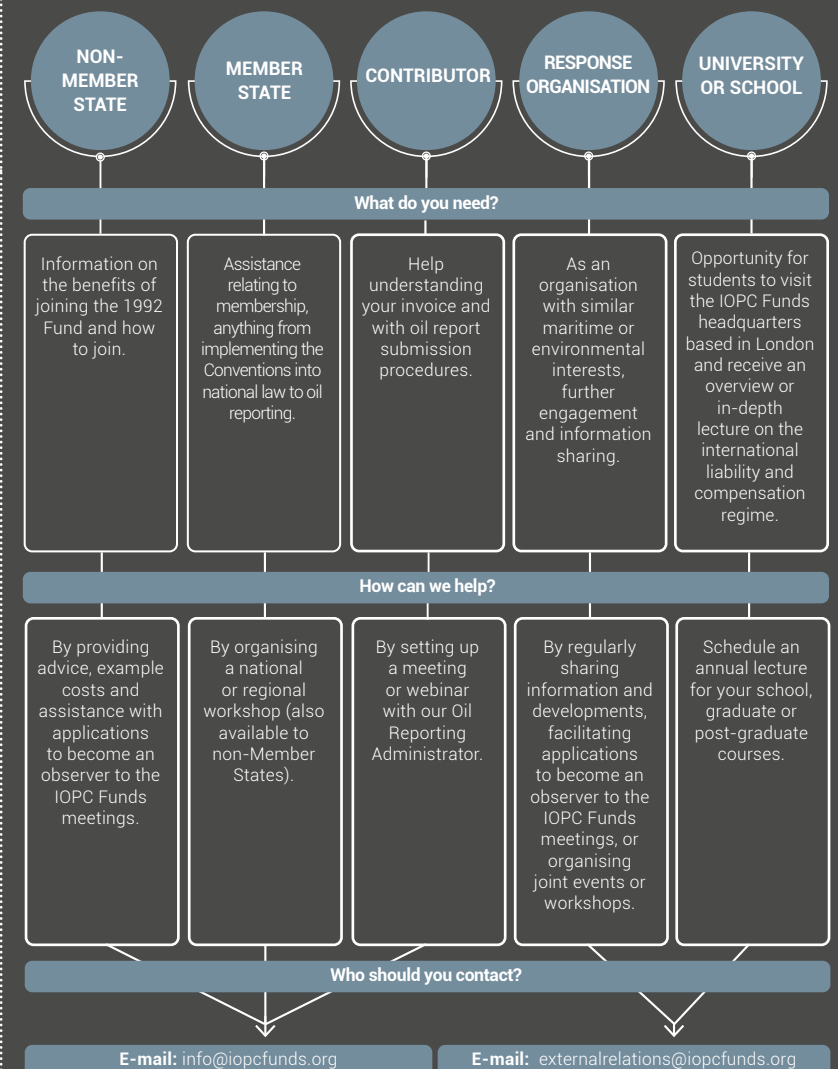 NON-
MEMBER
STATE
MEMBER
STATE
CONTRIBUTOR
RESPONSE
ORGANISATION
UNIVERSITY
OR SCHOOL
What do you need?
Information on
the benefits of
joining the 1992
Fund and how
to join.
Assistance
relating to
membership,
anything from
implementing the
Conventions into
national law to oil
reporting.
Help
understanding
your invoice and
with oil report
submission
procedures.
As an
organisation
with similar
maritime or
environmental
interests,
further
engagement
and information
sharing.
Opportunity for
students to visit
the IOPC Funds
headquarters
based in London
and receive an
overview or
in-depth
lecture on the
international
liability and
compensation
regime.
How can we help?
By providing
advice, example
costs and
assistance with
applications
to become an
observer to the
IOPC Funds
meetings.
By organising
a national
or regional
workshop (also
available to
non-Member
States).
By setting up
a meeting
or webinar
with our Oil
Reporting
Administrator.
By regularly
sharing
information and
developments,
facilitating
applications
to become an
observer to the
IOPC Funds
meetings, or
organising
joint events or
workshops.
Schedule an
annual lecture
for your school,
graduate or
post-graduate
courses.
Who should you contact?
E-mail: info@iopcfunds.org
E-mail: externalrelations@iopcfunds.org